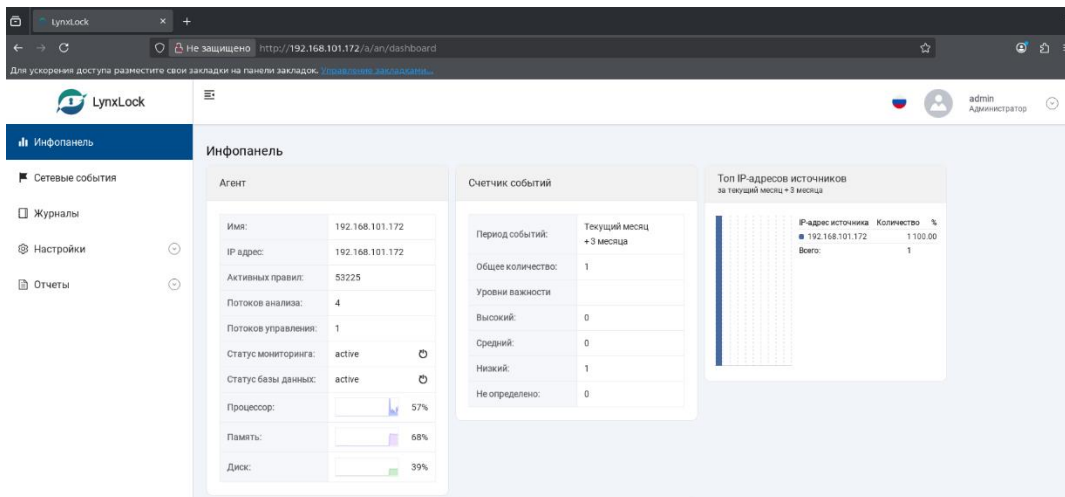 LynxLock
Не защищено http://192.168.101.172/a/an/dashboard
Для ускорения доступа разместите свои закладки на панели закладок. Управление закладками...
LynxLock
admin
Администратор
Инфопанель
Сетевые события
Журналы
Настройки
Отчеты
Инфопанель
Агент
Имя: 192.168.101.172
IP адрес: 192.168.101.172
Активных правил: 53225
Потоков анализа: 4
Потоков управления: 1
Статус мониторинга: active
Статус базы данных: active
Процессор: 57%
Память: 68%
Диск: 39%
Счетчик событий
Период событий: Текущий месяц
+ 3 месяца
Общее количество: 1
Уровни важности
Высокий: 0
Средний: 0
Низкий: 1
Не определено: 0
Топ IP-адресов источников
за текущий месяц + 3 месяца
IP-адрес источника Количество %
192.168.101.172 1 100.00
Всего: 1